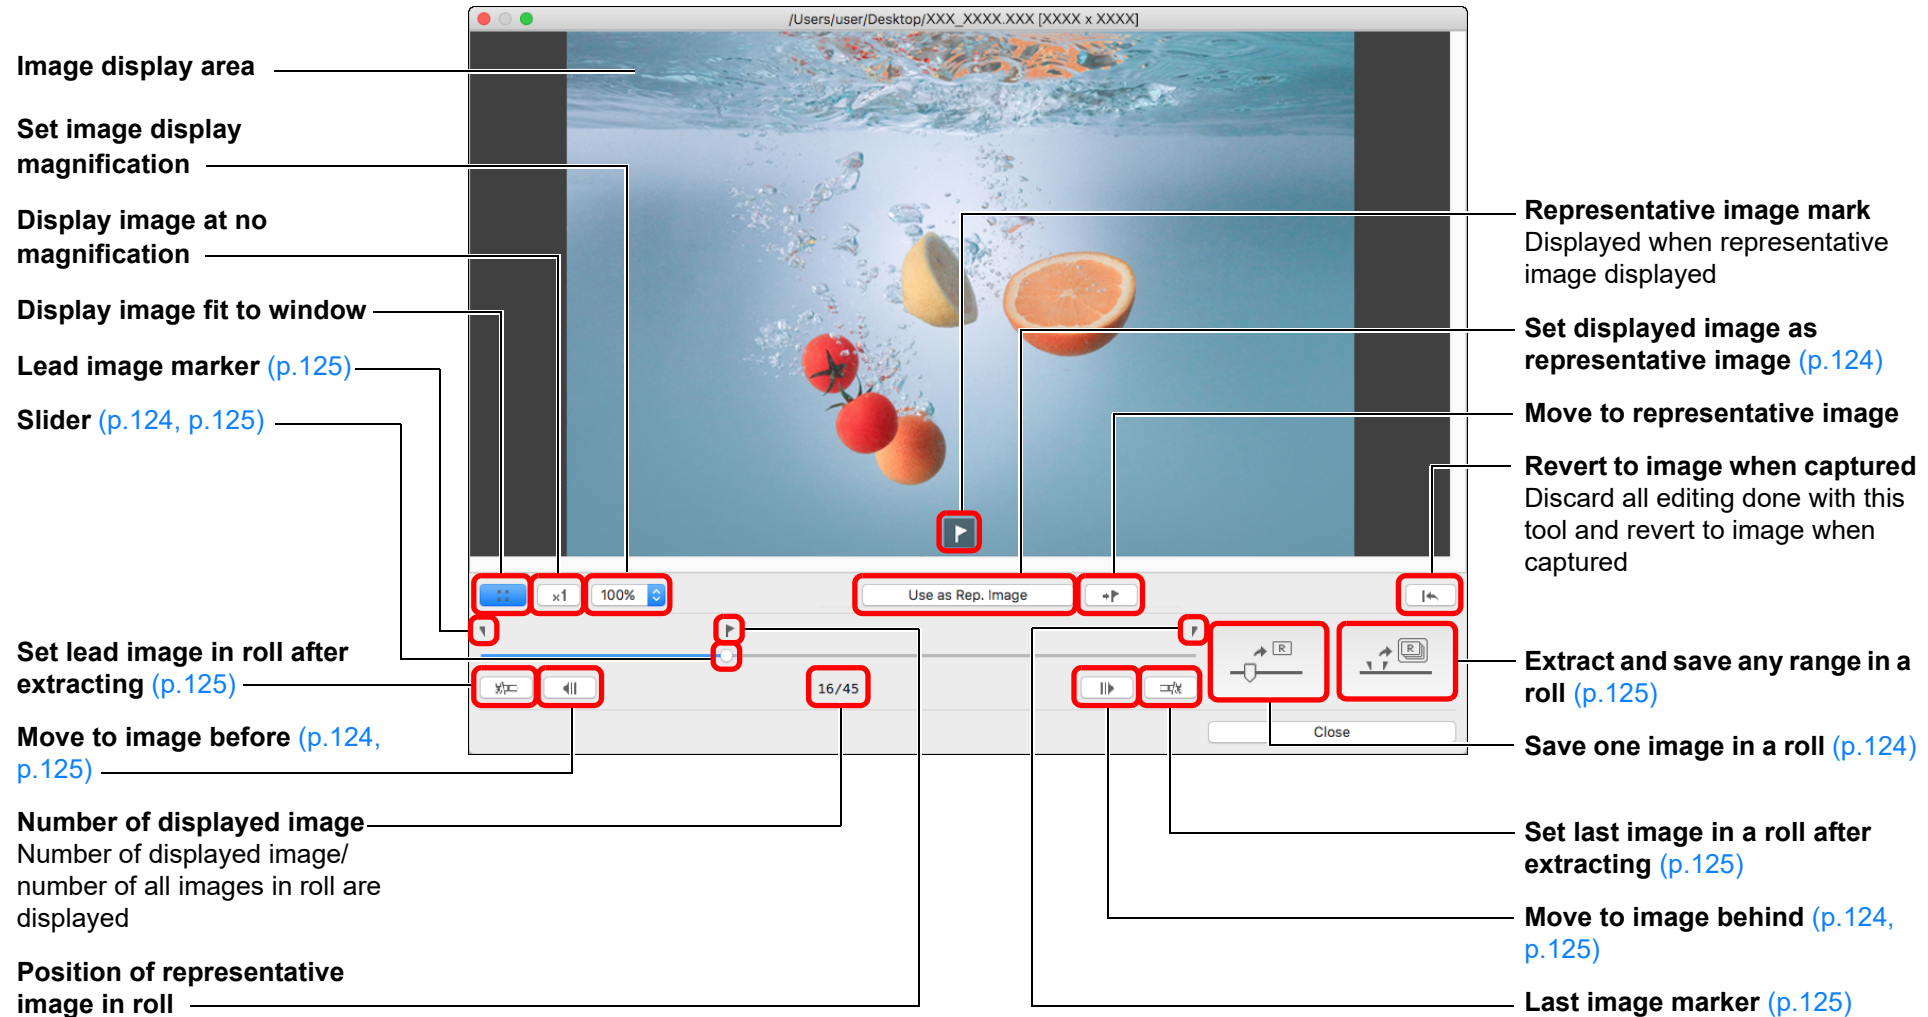 /Users/user/Desktop/XXX_XXXX.XXX [XXXX x XXXX]
Image display area
Set image display
magnification
Display image at no
magnification
Display image fit to window
Lead image marker (p.125)
Slider (p.124, p.125)
Set lead image in roll after
extracting (p.125)
Move to image before (p.124,
p.125)
Number of displayed image
Number of displayed image/
number of all images in roll are
displayed
Position of representative
image in roll
×1
100%
Use as Rep. Image
R
R
16/45
Close
Representative image mark
Displayed when representative
image displayed
Set displayed image as
representative image (p.124)
Move to representative image
Revert to image when captured
Discard all editing done with this
tool and revert to image when
captured
Extract and save any range in a
roll (p.125)
Save one image in a roll (p.124)
Set last image in a roll after
extracting (p.125)
Move to image behind (p.124,
p.125)
Last image marker (p.125)